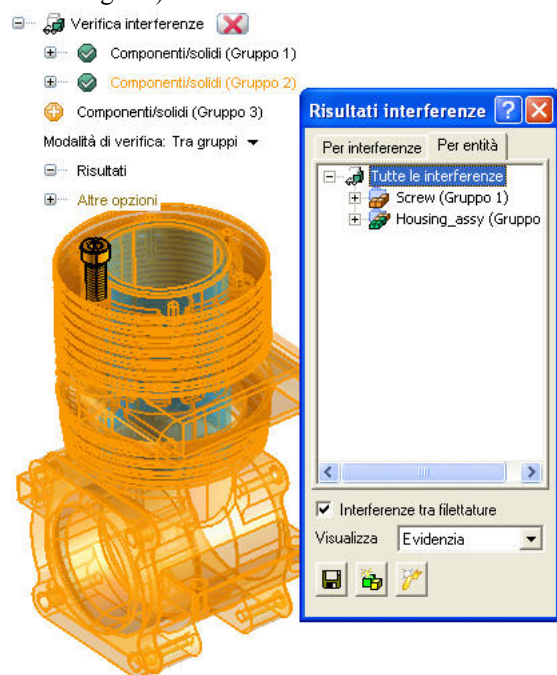 Verifica interferenze
Componenti/solidi (Gruppo 1)
Componenti/solidi (Gruppo 2)
Componenti/solidi (Gruppo 3)
Modalità di verifica: Tra gruppi
Risultati
Altre opzioni
Risultati interferenze
Per interferenze Per entità
Tutte le interferenze
Screw (Gruppo 1)
Housing_assy (Gruppo
Interferenze tra filettature
Visualizza Evidenzia